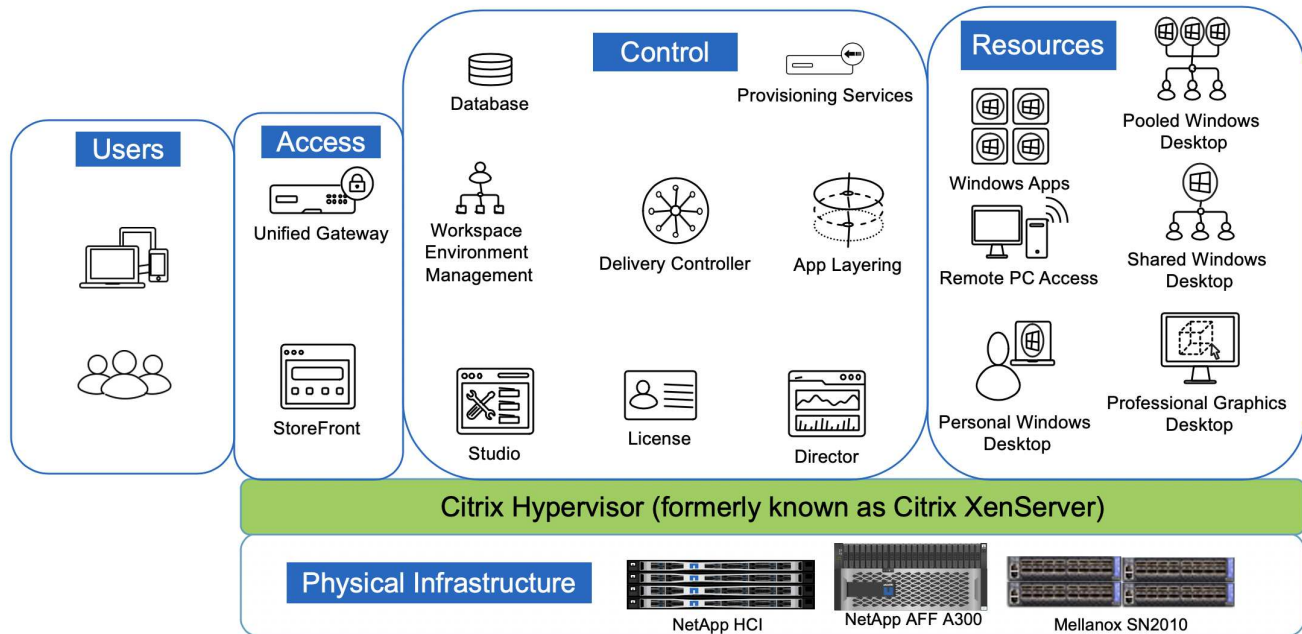 Users
Access
Unified Gateway
StoreFront
Control
Database
Provisioning Services
Workspace
Environment
Management
Delivery Controller
App Layering
Studio
License
Director
Resources
Windows Apps
Pooled Windows
Desktop
Remote PC Access
Shared Windows
Desktop
Personal Windows
Desktop
Professional Graphics
Desktop
Citrix Hypervisor (formerly known as Citrix XenServer)
Physical Infrastructure
NetApp HCI
NetApp AFF A300
Mellanox SN2010